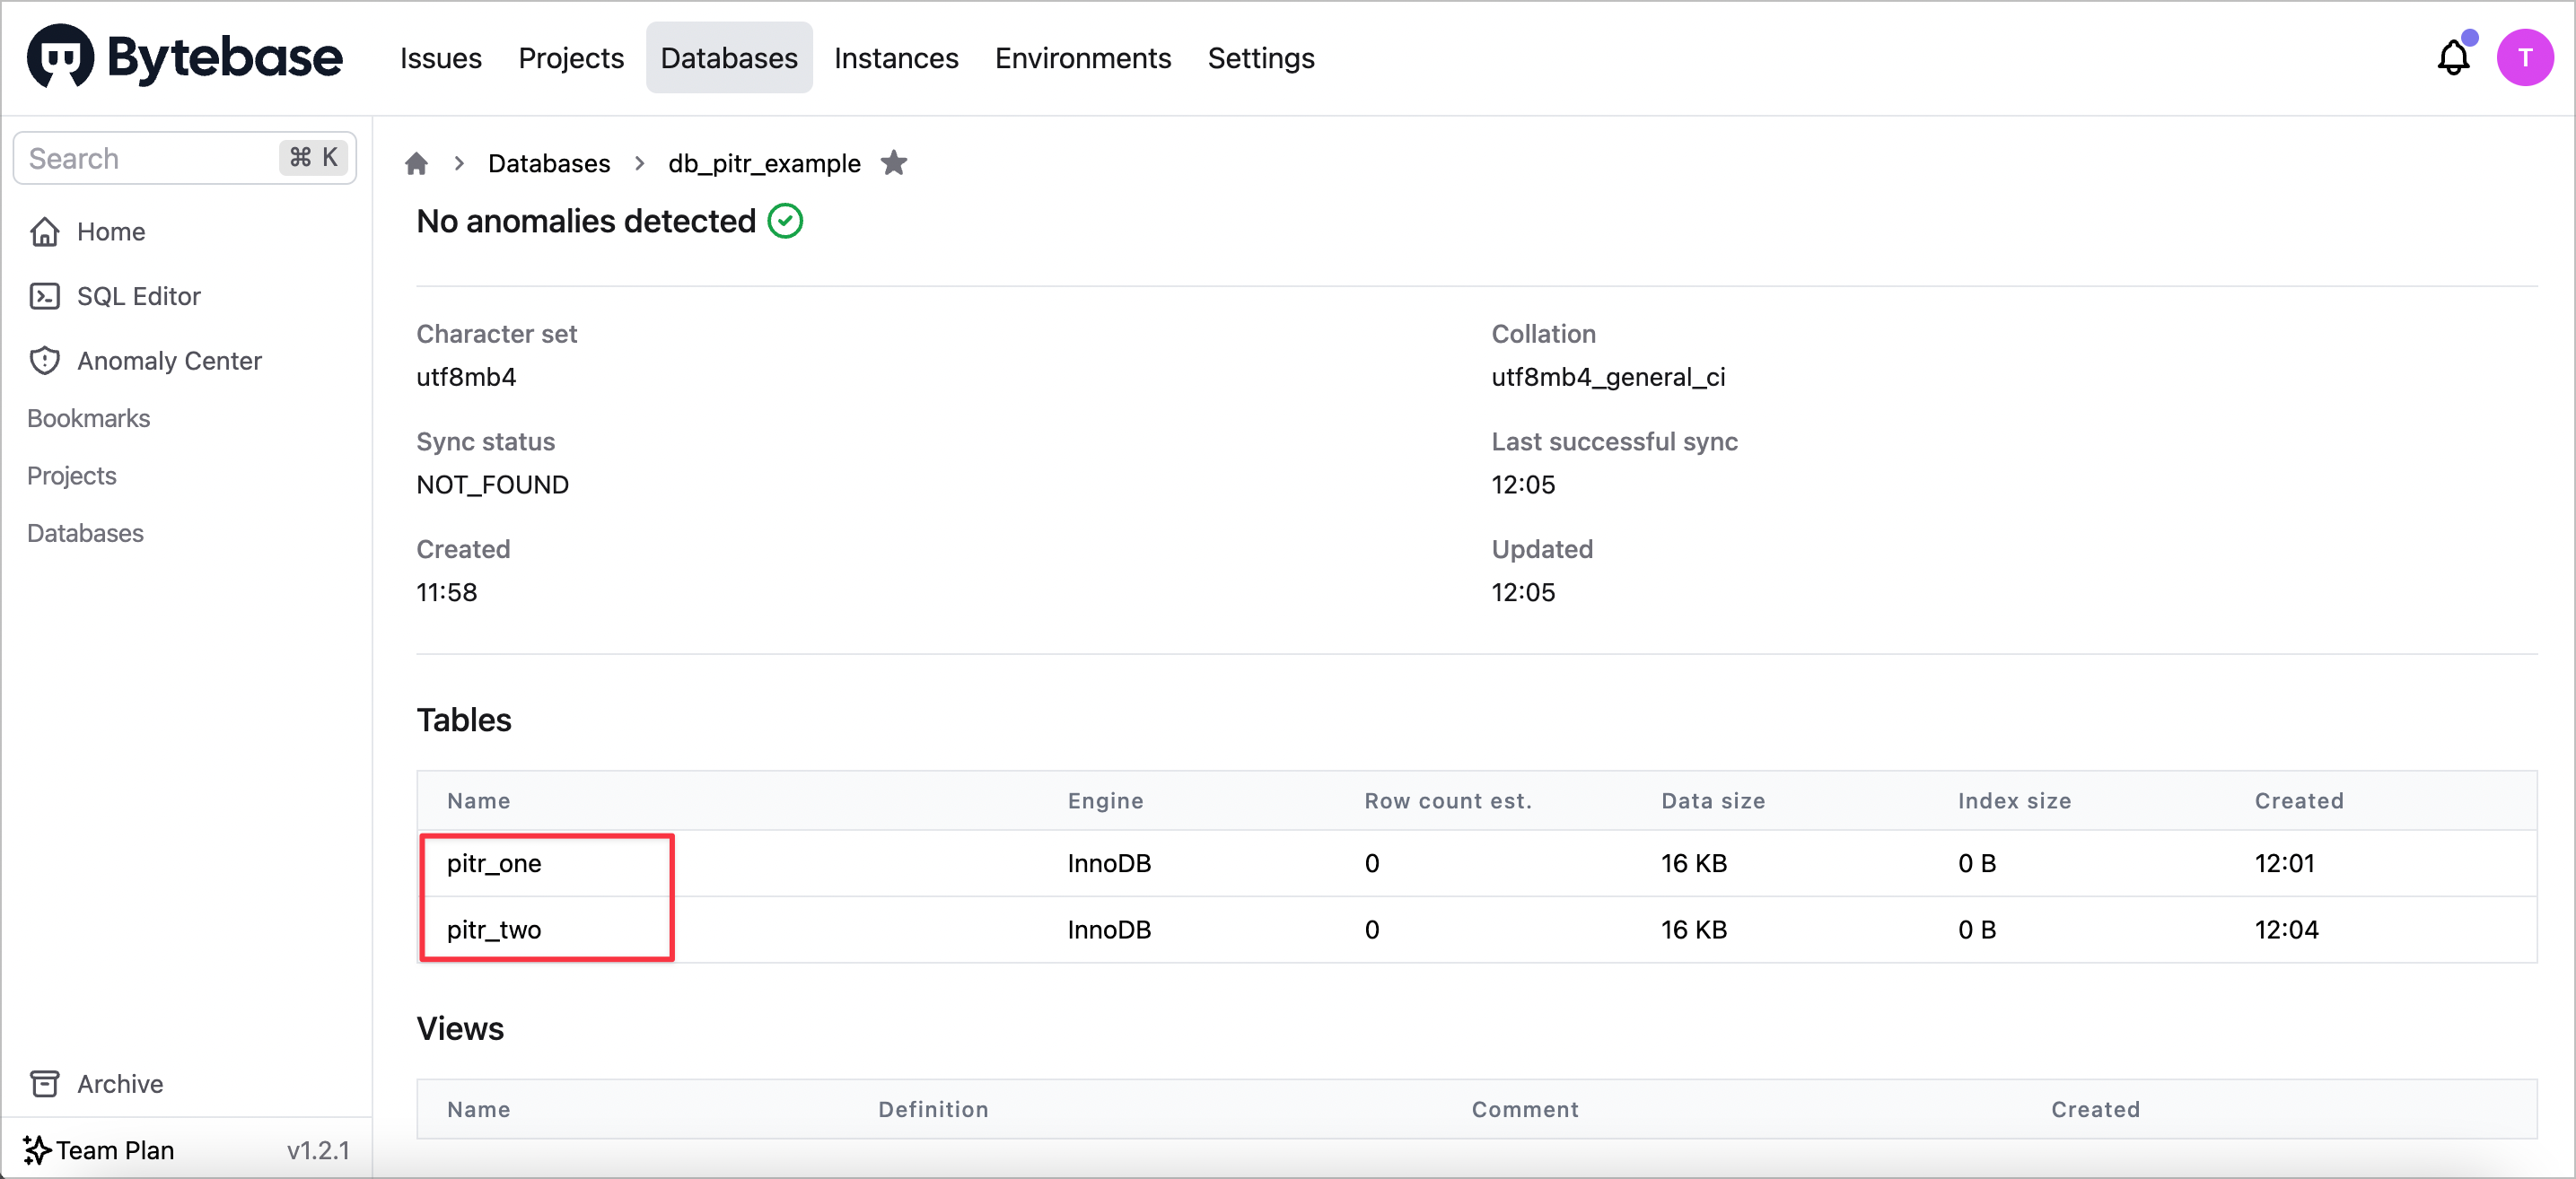 Bytebase Issues Projects Databases Instances Environments Settings T
Search ⌘ K
Home
SQL Editor
Anomaly Center
Bookmarks
Projects
Databases
Archive
Team Plan v1.2.1
Databases db_pitr_example
No anomalies detected
Character set Collation
utf8mb4 utf8mb4_general_ci
Sync status Last successful sync
NOT_FOUND 12:05
Created Updated
11:58 12:05
Tables
Name Engine Row count est. Data size Index size Created
pitr_one InnoDB 0 16 KB 0 B 12:01
pitr_two InnoDB 0 16 KB 0 B 12:04
Views
Name Definition Comment Created